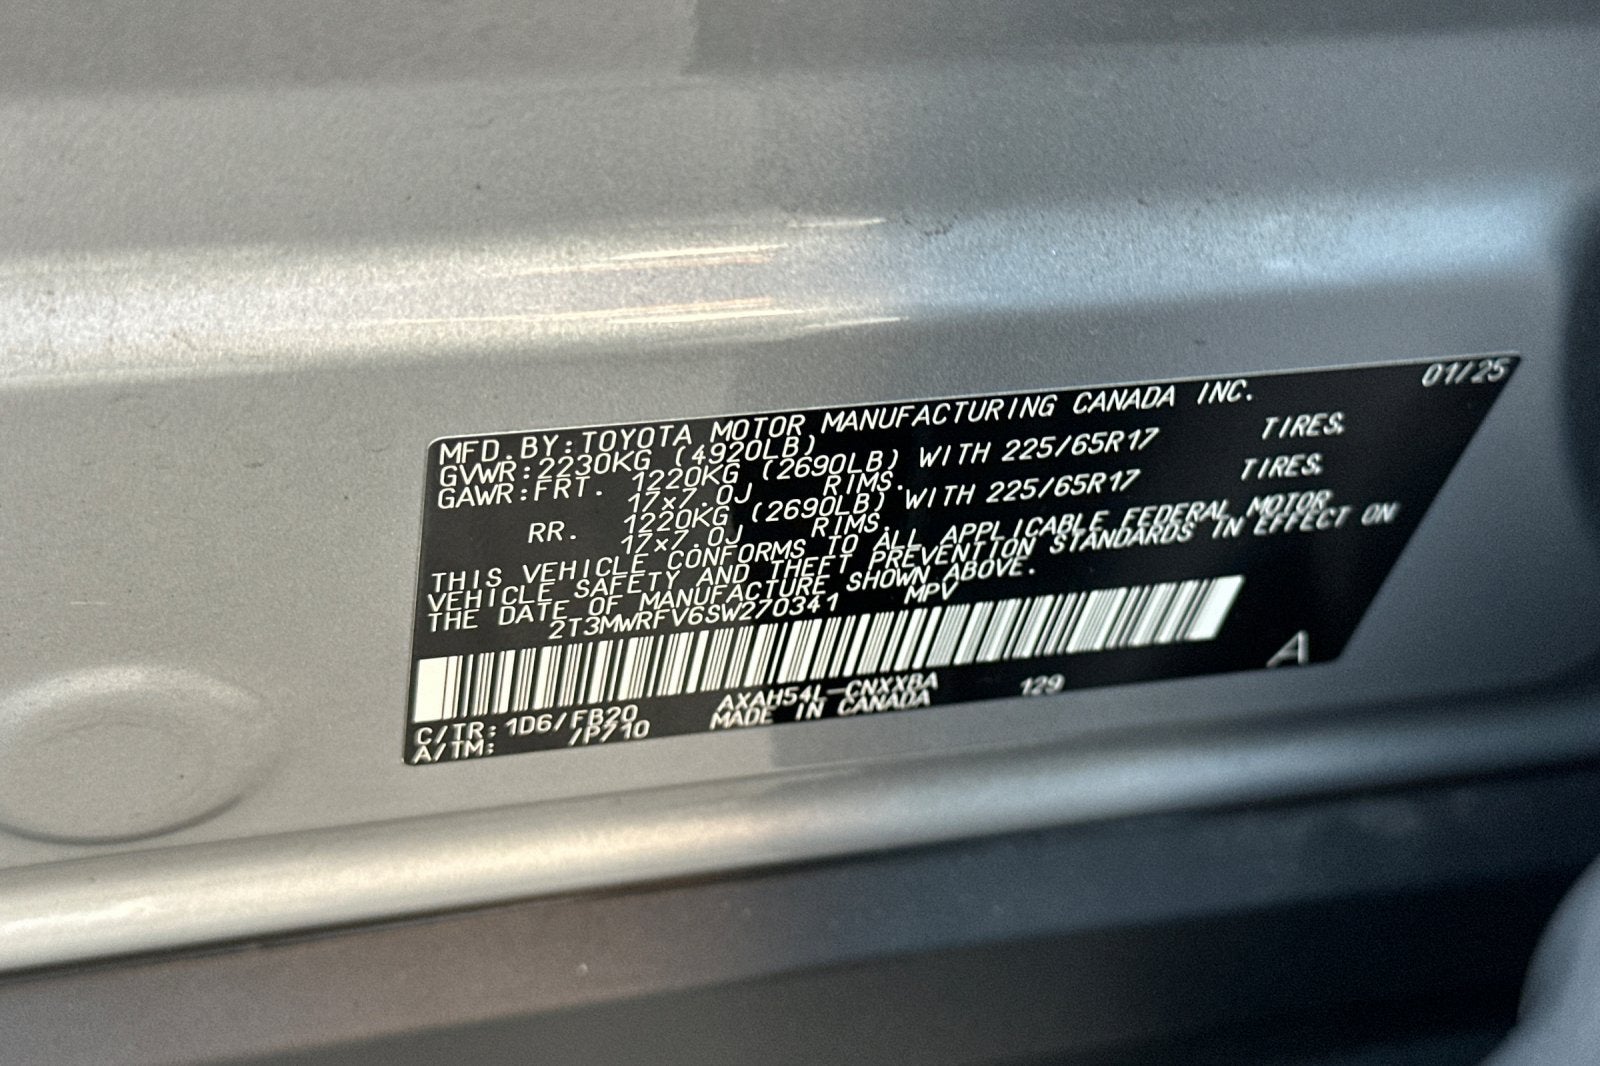 01/25
MFD.BY:TOYOTA MOTOR MANUFACTURING CANADA INC.
GVWR:2230KG (4920LB)
GAWR:FRT. 1220KG (2690LB) WITH 225/65R17 TIRES,
17x7.0J RIMS.
RR. 1220KG (2690LB) WITH 225/65R17 TIRES,
17x7.0J RIMS.
THIS VEHICLE CONFORMS TO ALL APPLICABLE FEDERAL MOTOR
VEHICLE SAFETY AND THEFT PREVENTION STANDARDS IN EFFECT ON
THE DATE OF MANUFACTURE SHOWN ABOVE.
2T3MWRFV6SW270341 MPV
A
C/TR:1D6/FB20 AXAH54L-CNXXBA 129
A/TM: /P710 MADE IN CANADA